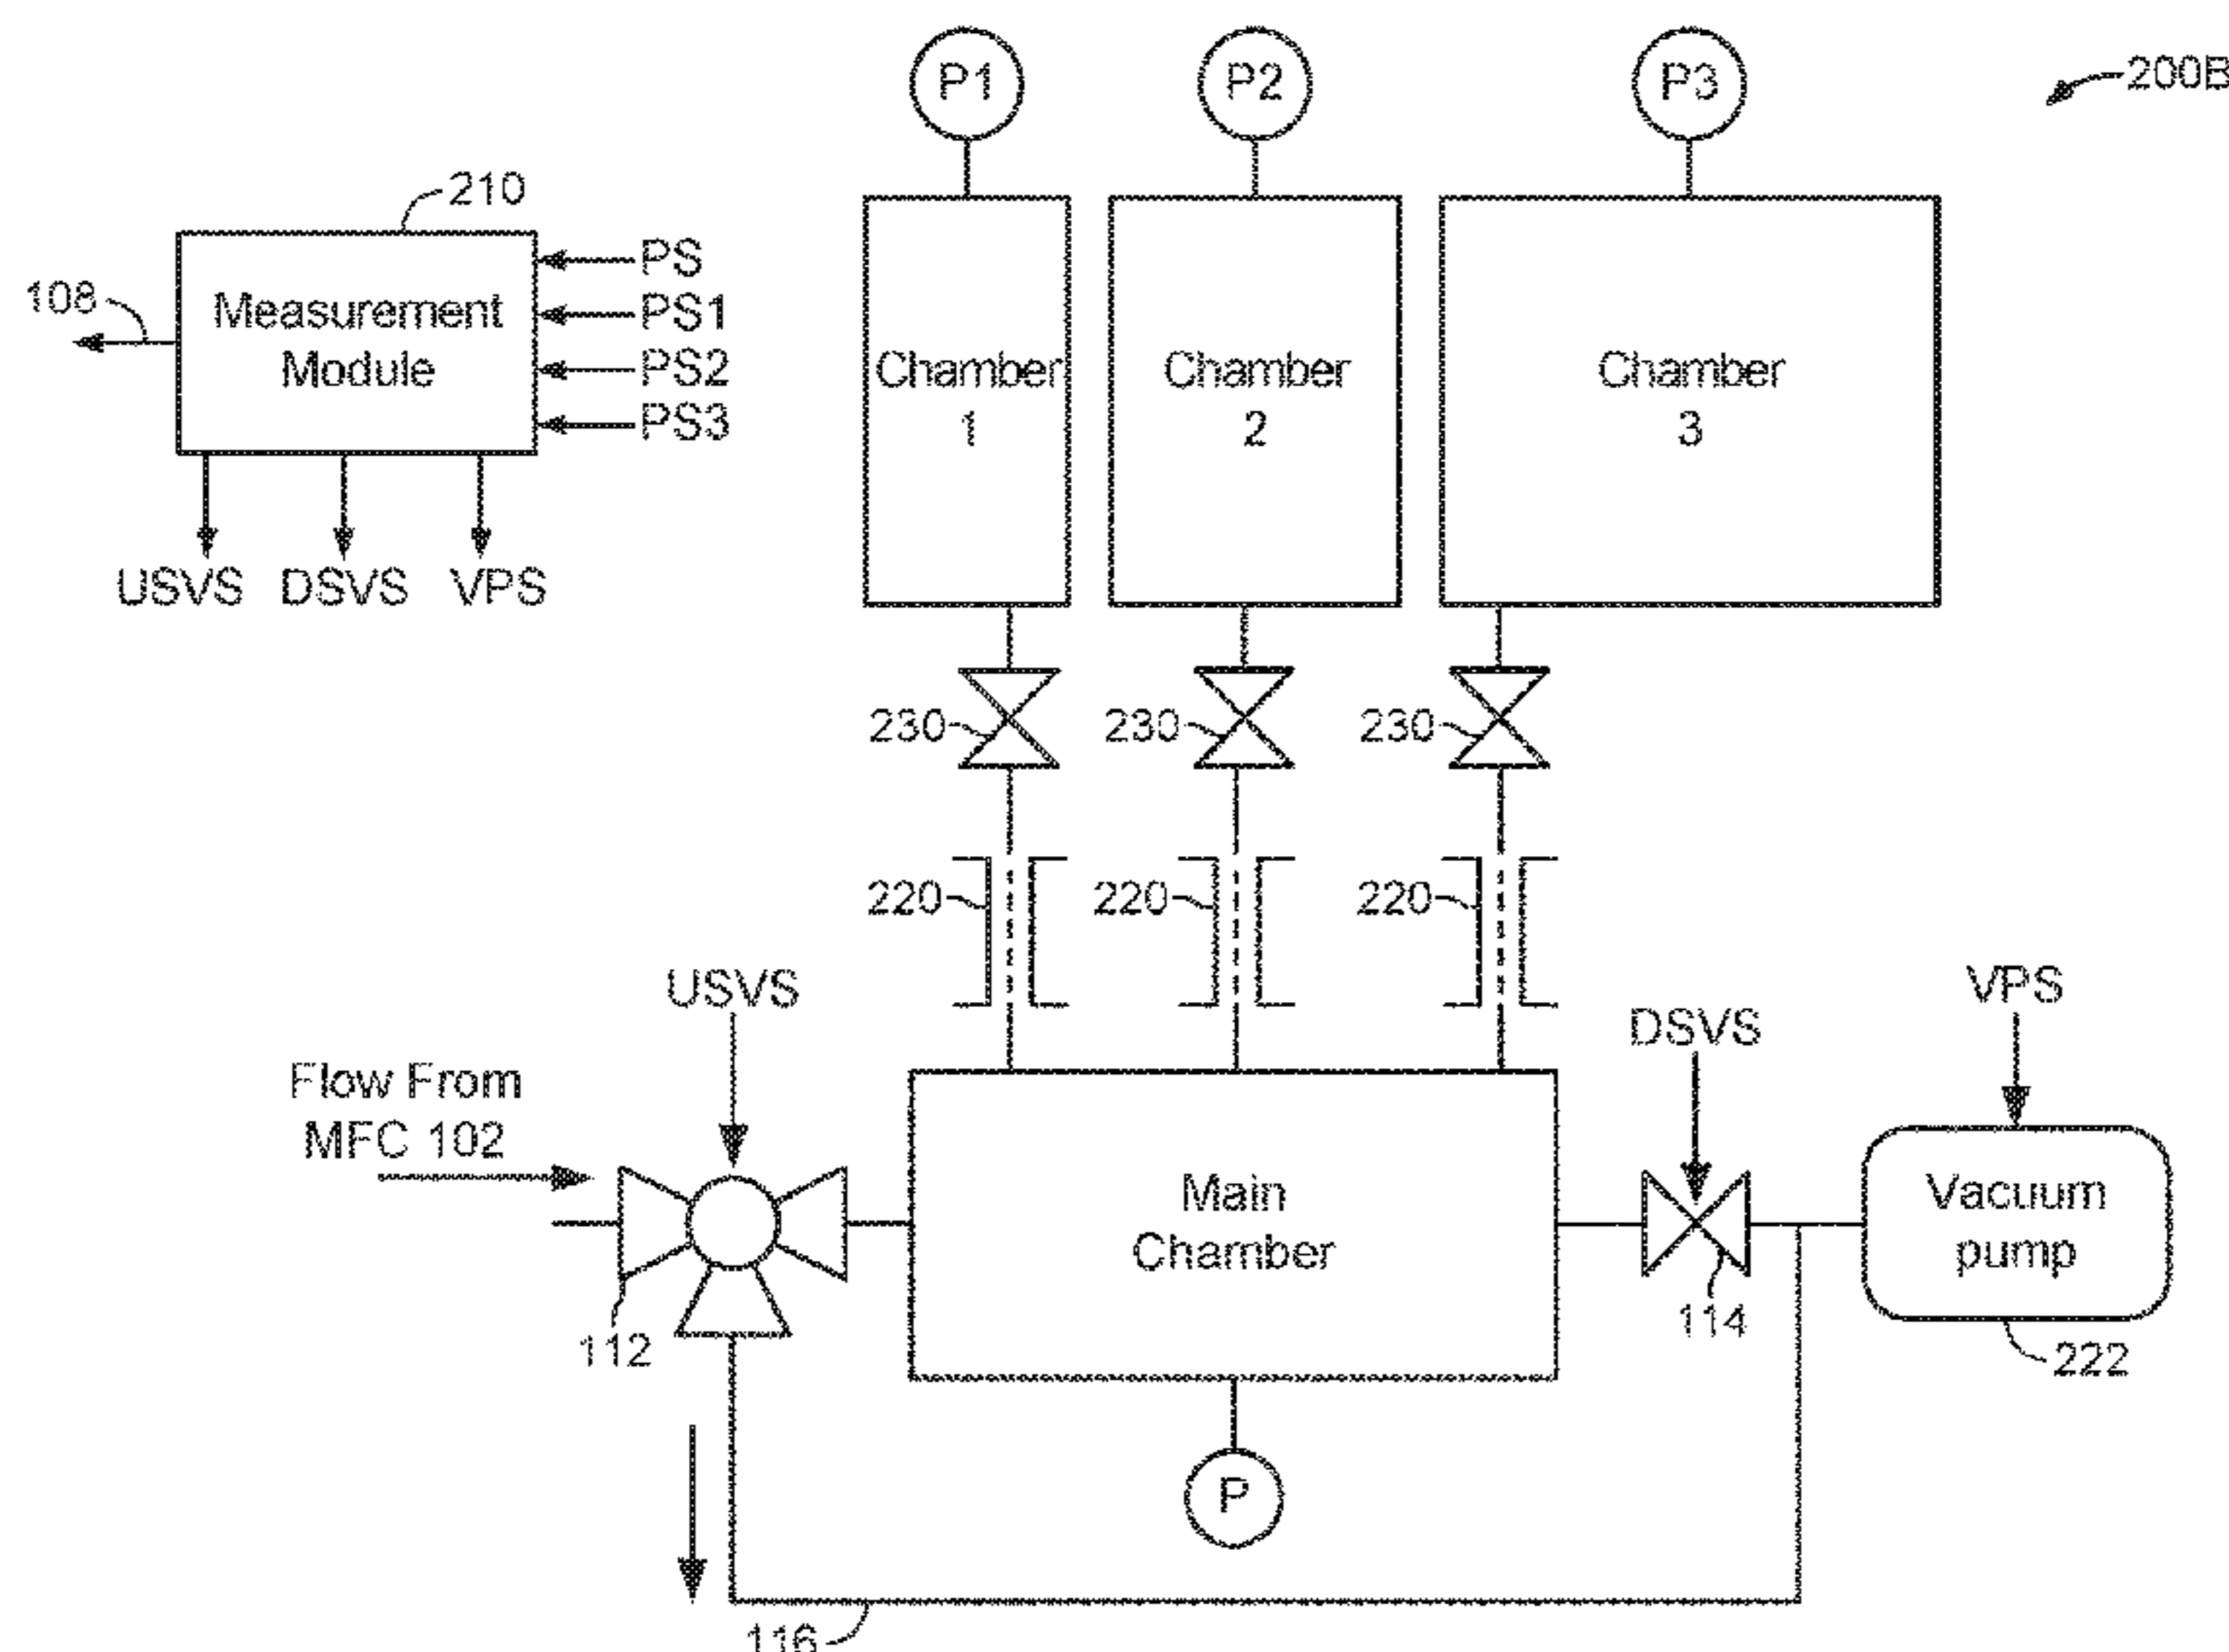 P1
P2
P3
200B
210
PS
PS1
PS2
PS3
108
Measurement
Module
USVS
DSVS
VPS
Chamber
1
Chamber
2
Chamber
3
230
230
230
220
220
220
USVS
DSVS
VPS
Flow From
MFC 102
Main
Chamber
Vacuum
pump
112
114
222
P
116